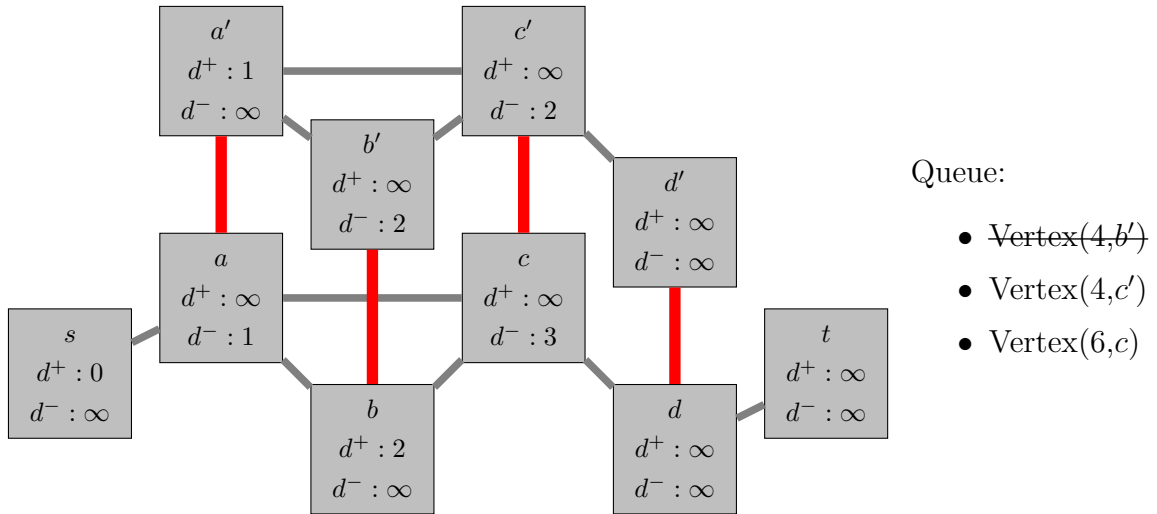 a′
d⁺ : 1
d⁻ : ∞
c′
d⁺ : ∞
d⁻ : 2
b′
d⁺ : ∞
d⁻ : 2
d′
d⁺ : ∞
d⁻ : ∞
a
d⁺ : ∞
d⁻ : 1
c
d⁺ : ∞
d⁻ : 3
s
d⁺ : 0
d⁻ : ∞
b
d⁺ : 2
d⁻ : ∞
d
d⁺ : ∞
d⁻ : ∞
t
d⁺ : ∞
d⁻ : ∞
Queue:
• Vertex(4,b′)
• Vertex(4,c′)
• Vertex(6,c)